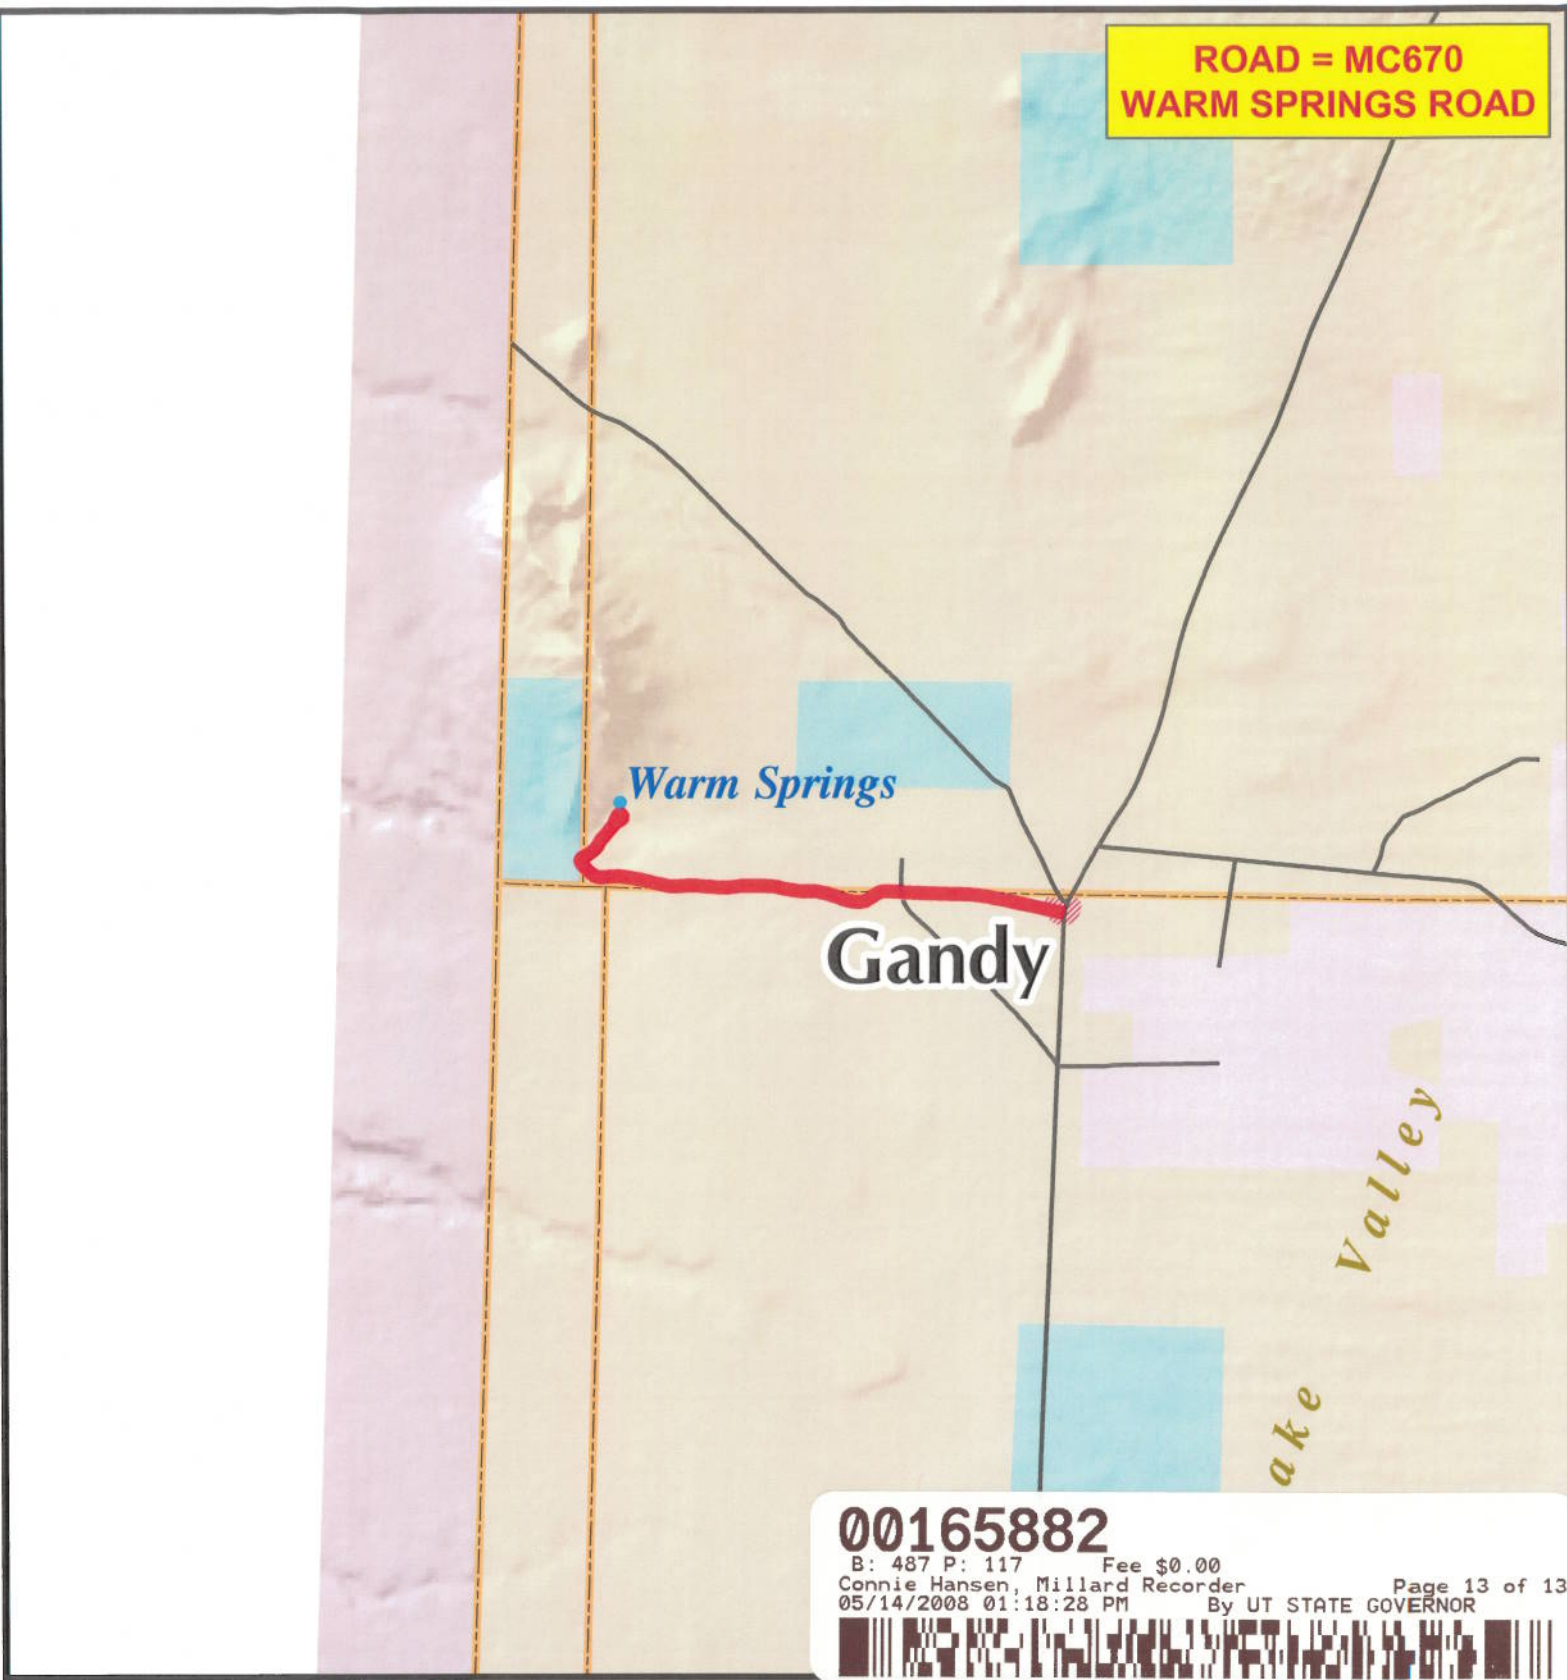 ROAD = MC670
WARM SPRINGS ROAD
Warm Springs
Gandy
Valley
ake
00165882
B: 487 P: 117 Fee $0.00
Connie Hansen, Millard Recorder Page 13 of 13
05/14/2008 01:18:28 PM By UT STATE GOVERNOR